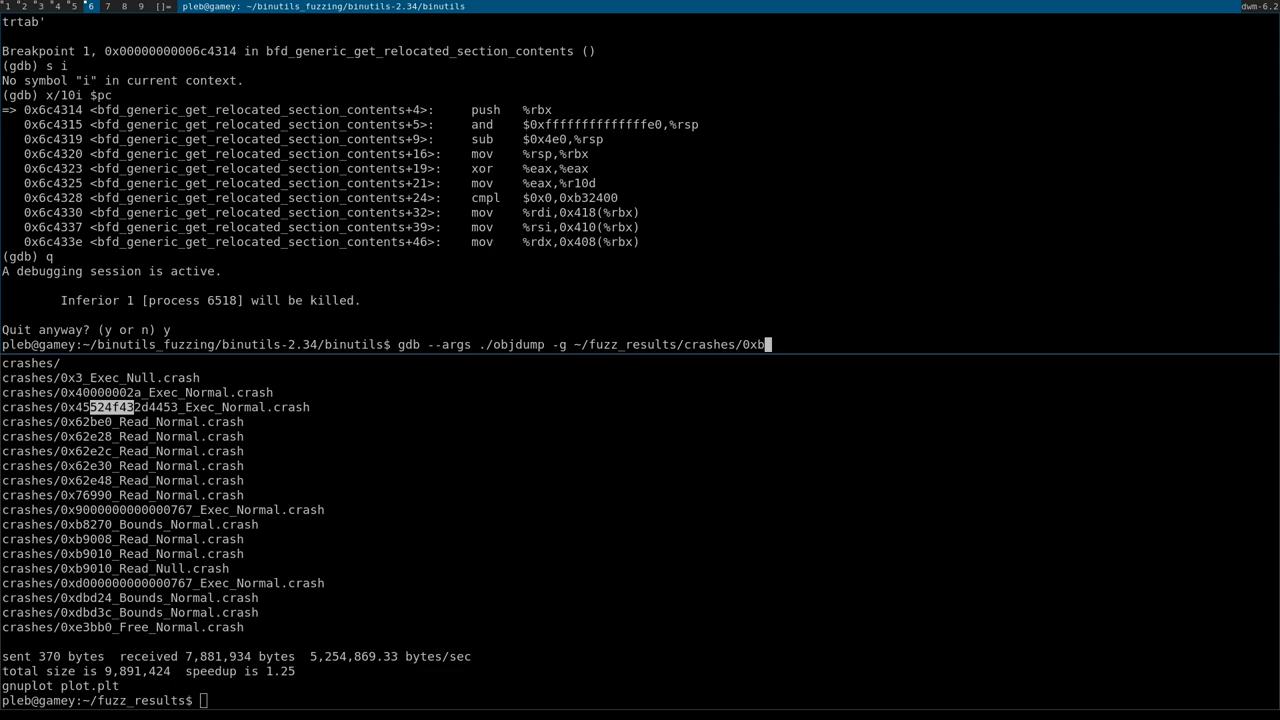 1 2 3 4 5 6 7 8 9 []= pleb@gamey: ~/binutils_fuzzing/binutils-2.34/binutils dwm-6.2
trtab'
Breakpoint 1, 0x00000000006c4314 in bfd_generic_get_relocated_section_contents ()
(gdb) s i
No symbol "i" in current context.
(gdb) x/10i $pc
=> 0x6c4314 <bfd_generic_get_relocated_section_contents+4>: push %rbx
0x6c4315 <bfd_generic_get_relocated_section_contents+5>: and $0xffffffffffffffe0,%rsp
0x6c4319 <bfd_generic_get_relocated_section_contents+9>: sub $0x4e0,%rsp
0x6c4320 <bfd_generic_get_relocated_section_contents+16>: mov %rsp,%rbx
0x6c4323 <bfd_generic_get_relocated_section_contents+19>: xor %eax,%eax
0x6c4325 <bfd_generic_get_relocated_section_contents+21>: mov %eax,%r10d
0x6c4328 <bfd_generic_get_relocated_section_contents+24>: cmpl $0x0,0xb32400
0x6c4330 <bfd_generic_get_relocated_section_contents+32>: mov %rdi,0x418(%rbx)
0x6c4337 <bfd_generic_get_relocated_section_contents+39>: mov %rsi,0x410(%rbx)
0x6c433e <bfd_generic_get_relocated_section_contents+46>: mov %rdx,0x408(%rbx)
(gdb) q
A debugging session is active.
Inferior 1 [process 6518] will be killed.
Quit anyway? (y or n) y
pleb@gamey:~/binutils_fuzzing/binutils-2.34/binutils$ gdb --args ./objdump -g ~/fuzz_results/crashes/0xb
crashes/
crashes/0x3_Exec_Null.crash
crashes/0x40000002a_Exec_Normal.crash
crashes/0x45524f432d4453_Exec_Normal.crash
crashes/0x62be0_Read_Normal.crash
crashes/0x62e28_Read_Normal.crash
crashes/0x62e2c_Read_Normal.crash
crashes/0x62e30_Read_Normal.crash
crashes/0x62e48_Read_Normal.crash
crashes/0x76990_Read_Normal.crash
crashes/0x9000000000000767_Exec_Normal.crash
crashes/0xb8270_Bounds_Normal.crash
crashes/0xb9008_Read_Normal.crash
crashes/0xb9010_Read_Normal.crash
crashes/0xb9010_Read_Null.crash
crashes/0xd000000000000767_Exec_Normal.crash
crashes/0xdbd24_Bounds_Normal.crash
crashes/0xdbd3c_Bounds_Normal.crash
crashes/0xe3bb0_Free_Normal.crash
sent 370 bytes received 7,881,934 bytes 5,254,869.33 bytes/sec
total size is 9,891,424 speedup is 1.25
gnuplot plot.plt
pleb@gamey:~/fuzz_results$